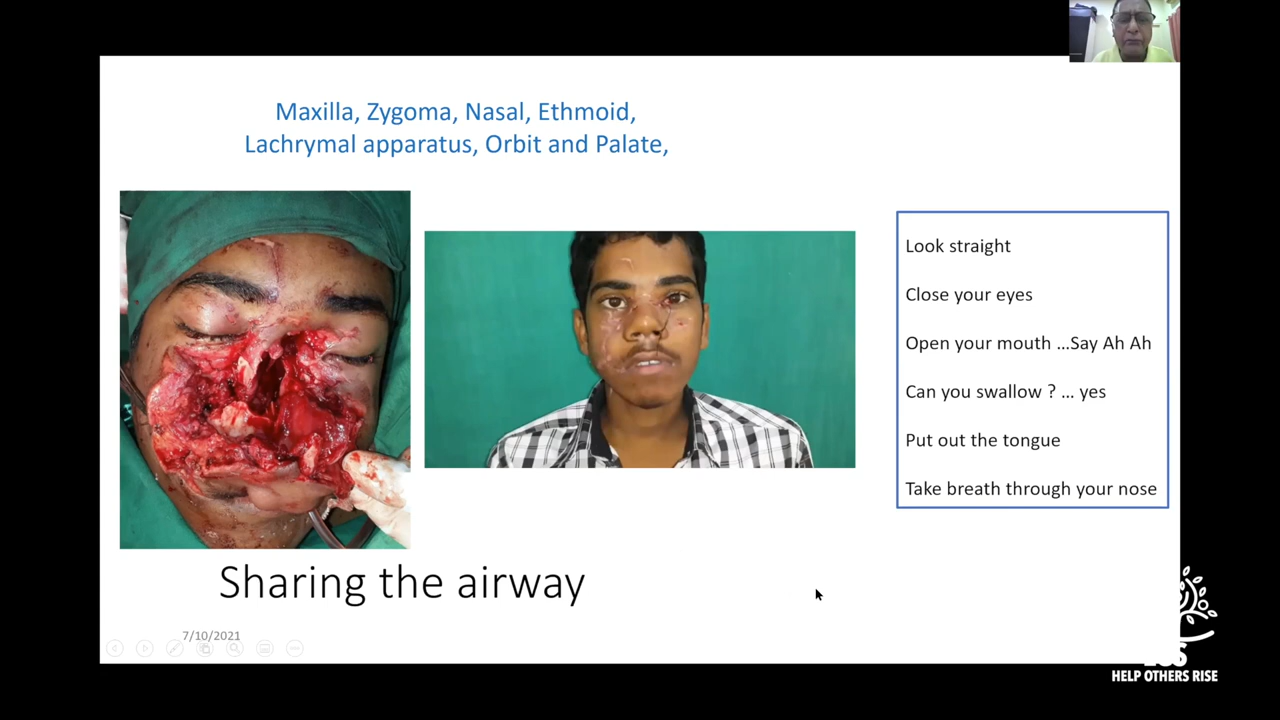 Maxilla, Zygoma, Nasal, Ethmoid,
Lachrymal apparatus, Orbit and Palate,
Look straight
Close your eyes
Open your mouth ...Say Ah Ah
Can you swallow ? ... yes
Put out the tongue
Take breath through your nose
Sharing the airway
7/10/2021
HELP OTHERS RISE